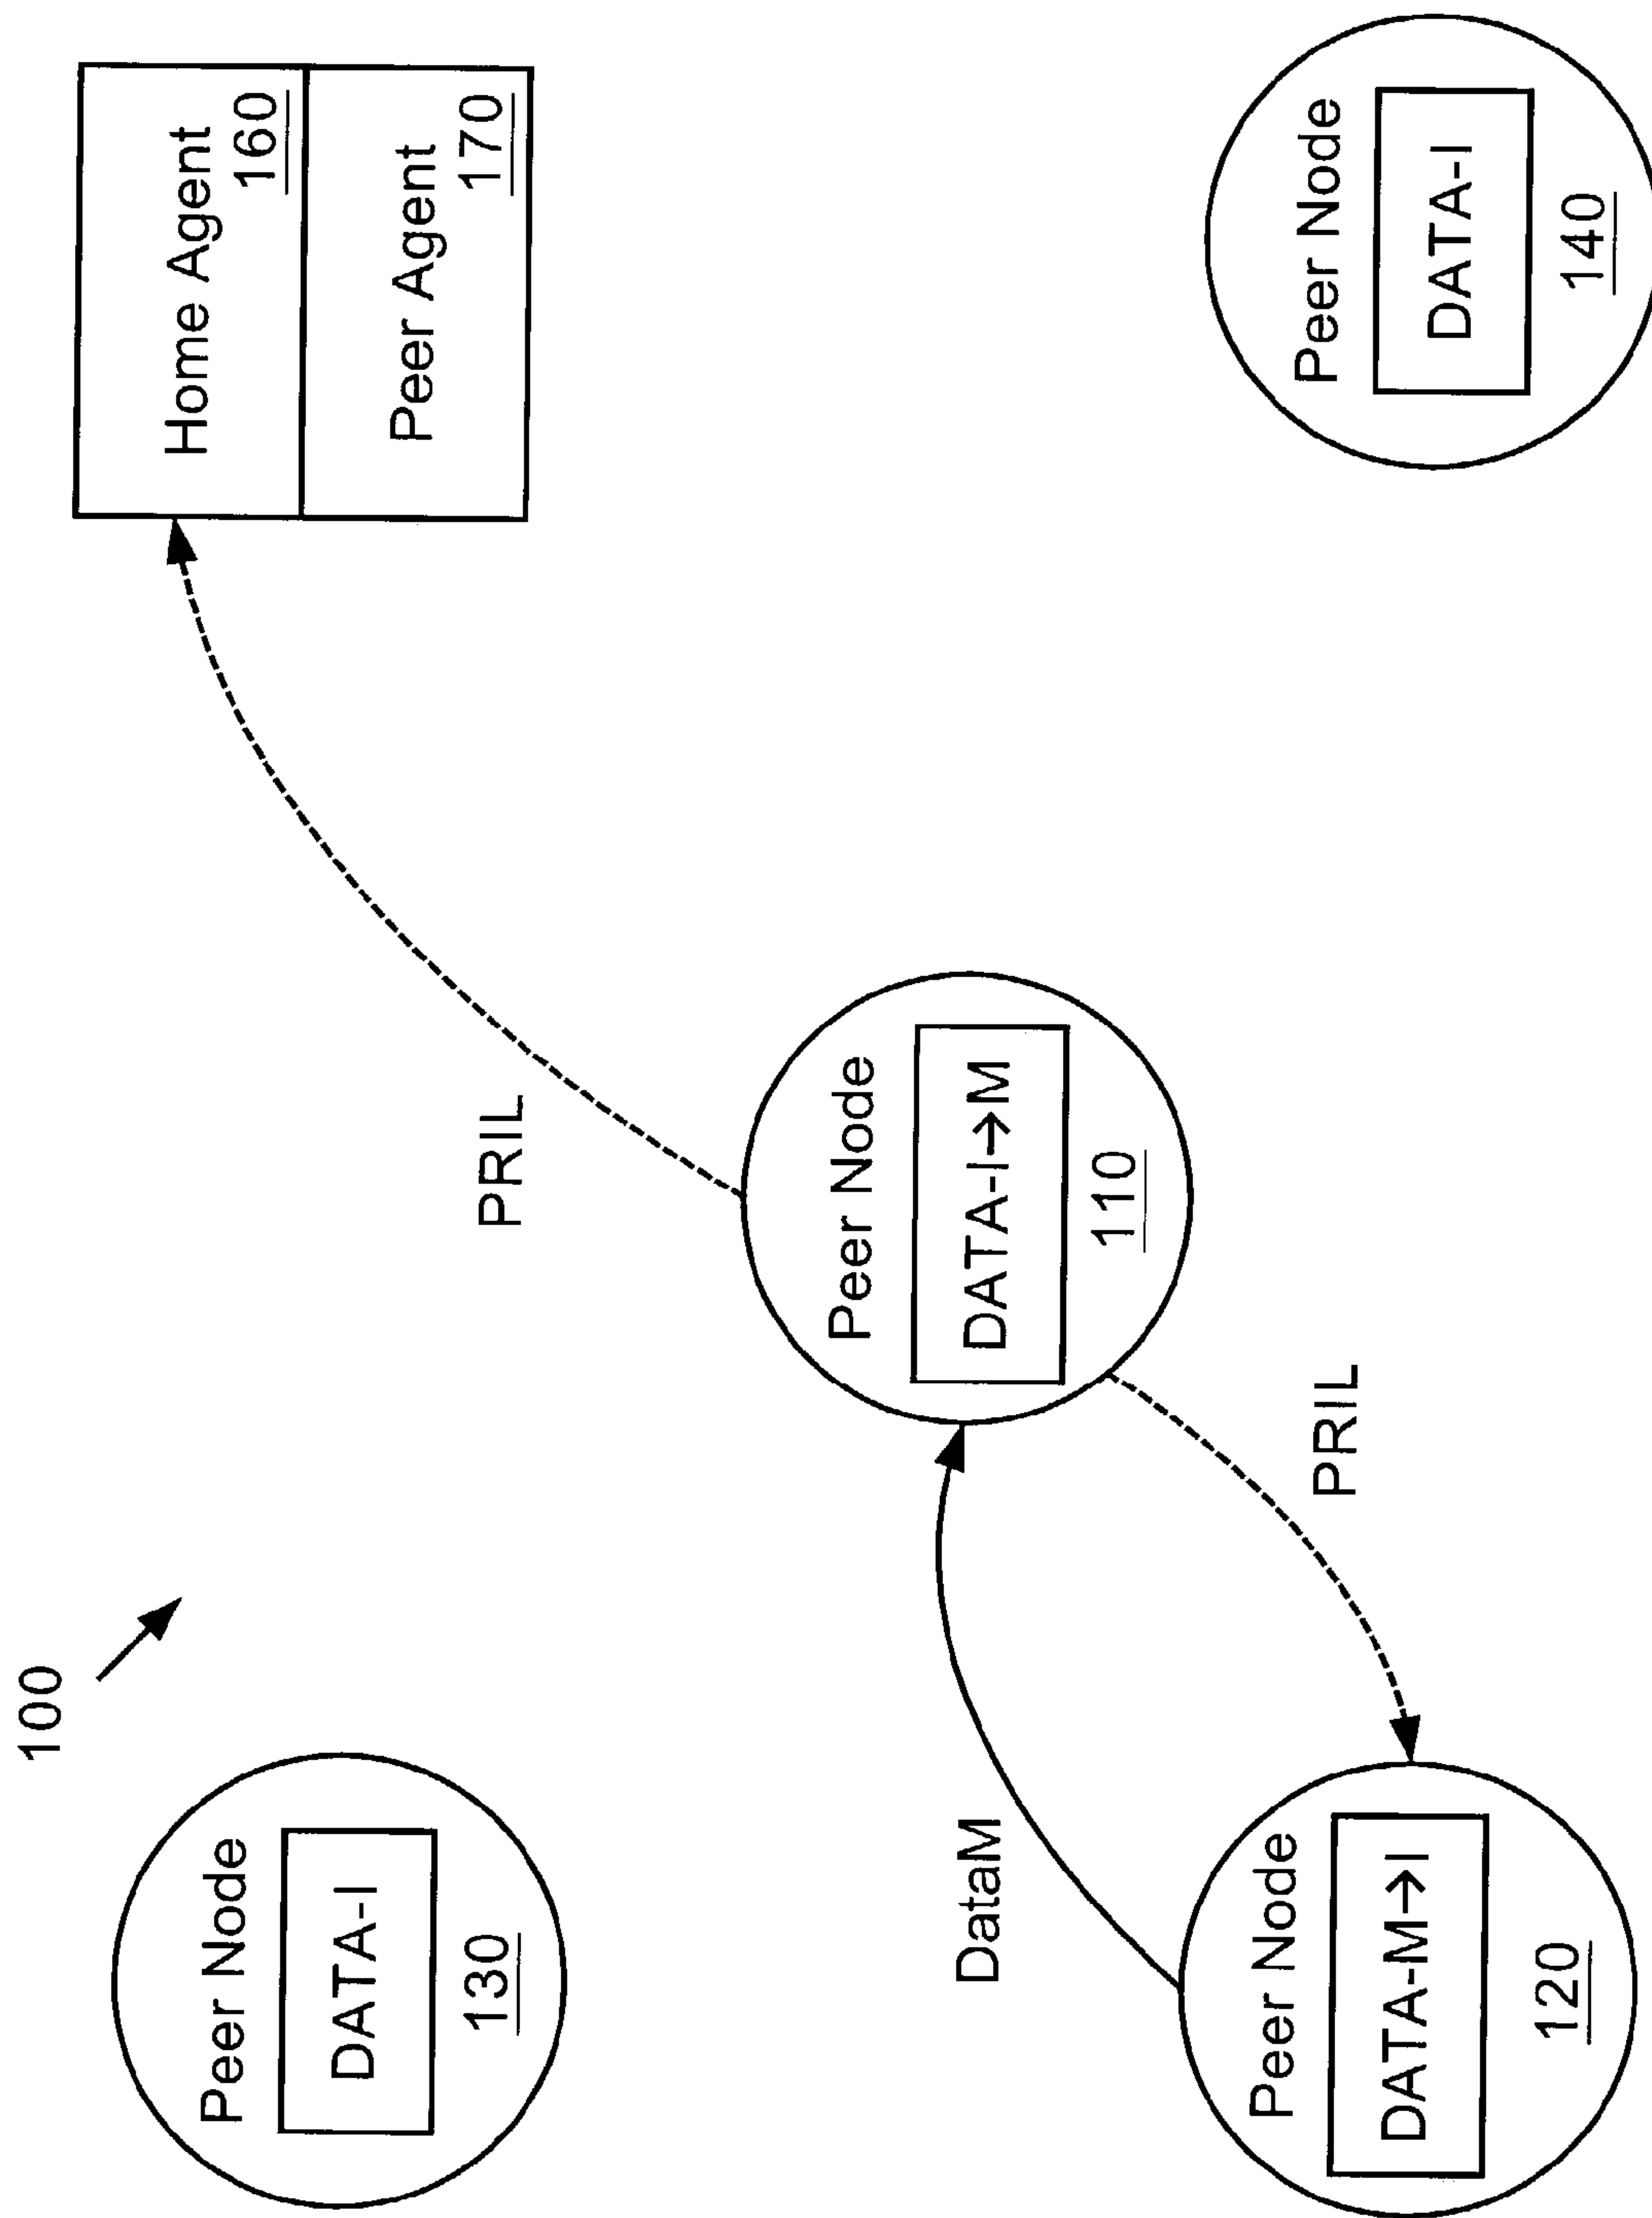 100
Peer Node
DATA-I
130
Home Agent
160
Peer Agent
170
PRIL
Peer Node
DATA-I→M
110
DataM
PRIL
Peer Node
DATA-M→I
120
Peer Node
DATA-I
140